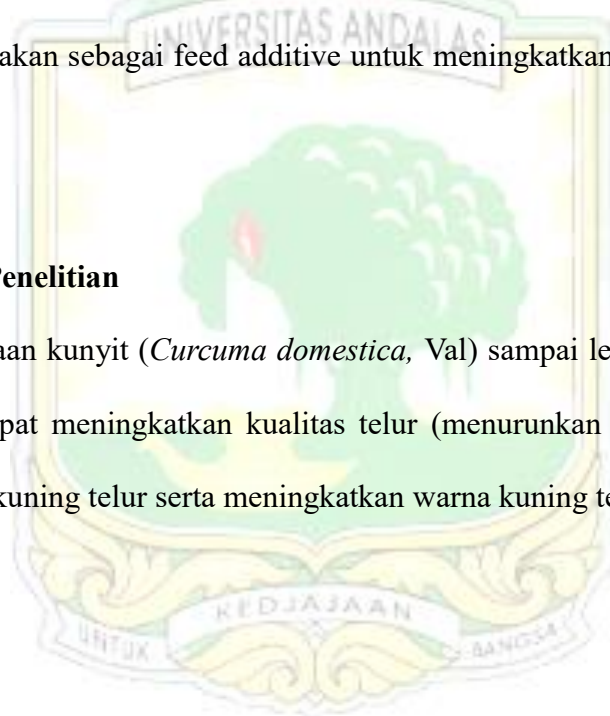 UNIVERSITAS ANDALAS
akan sebagai feed additive untuk meningkatkan
Penelitian
aan kunyit (Curcuma domestica, Val) sampai le
pat meningkatkan kualitas telur (menurunkan
kuning telur serta meningkatkan warna kuning te
KEDJAJAAN
UNTUK
BANGSA